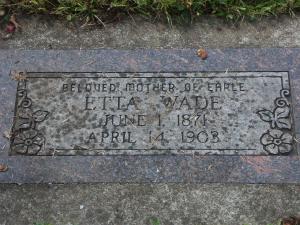 BELOVED MOTHER OF EARLE
ETTA WADE
JUNE 1 1871
APRIL 14 1903